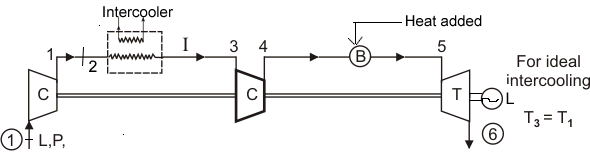 Intercooler
Heat added
1
2
I
3
4
B
5
C
C
T
L
For ideal
intercooling
T3 = T1
1
L,P,
6